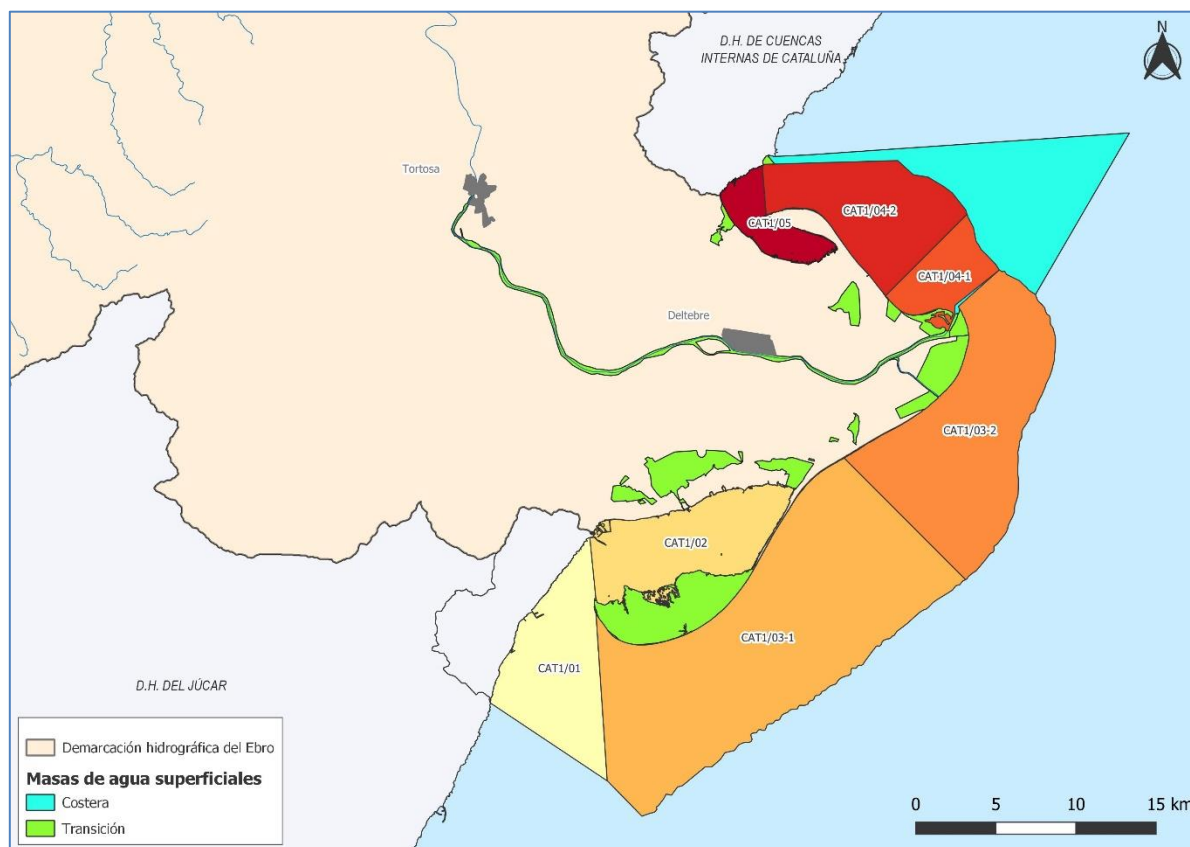 D.H. DE CUENCAS
INTERNAS DE CATALUÑA
N
Tortosa
CAT1/05
CAT1/04-2
CAT1/04-1
Deltebre
CAT1/03-2
CAT1/02
CAT1/03-1
CAT1/01
D.H. DEL JÚCAR
Demarcación hidrográfica del Ebro
Masas de agua superficiales
Costera
Transición
0 5 10 15 km